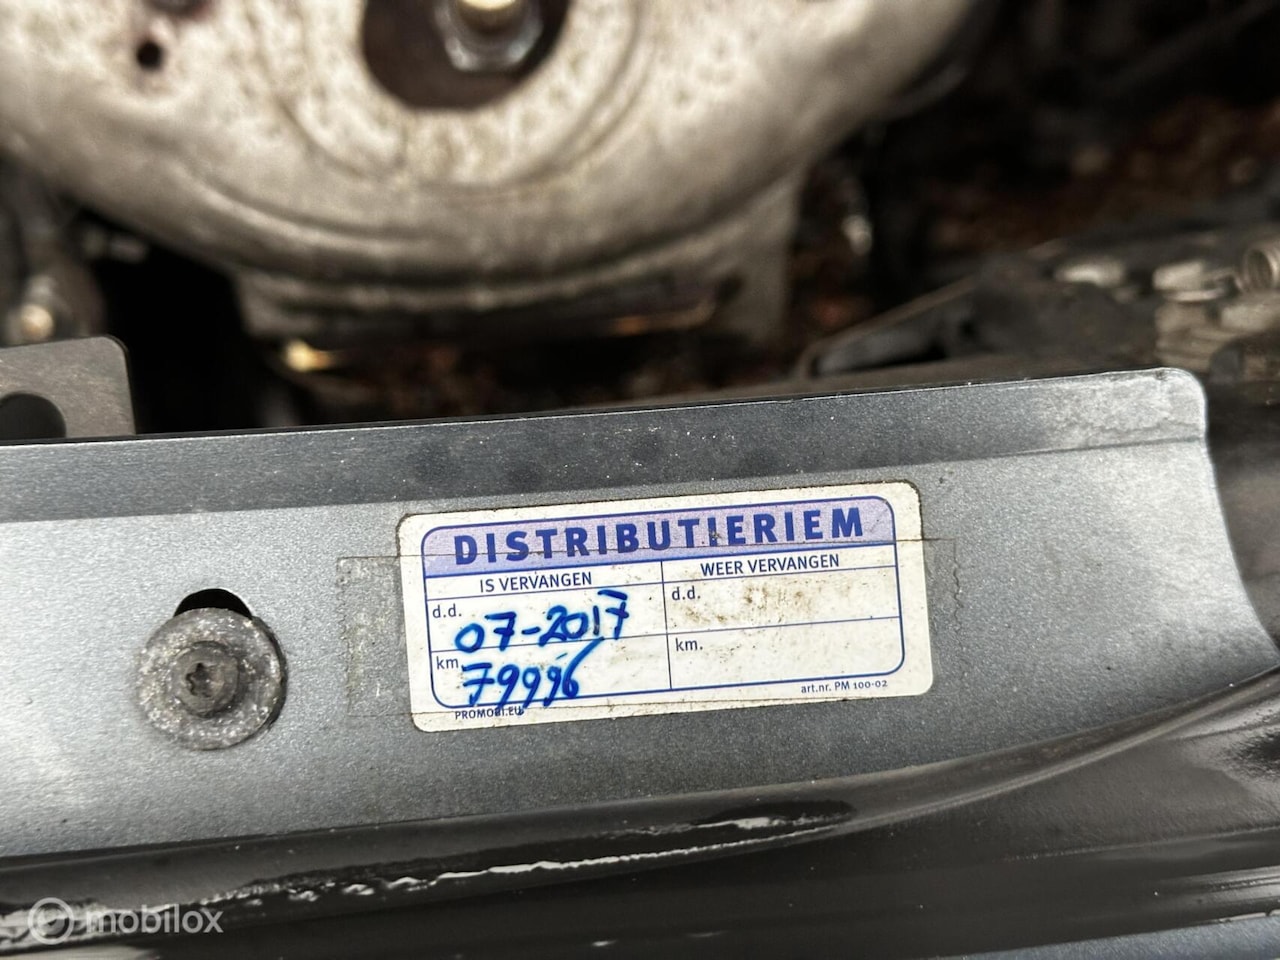 DISTRIBUTIERIEM
IS VERVANGEN
WEER VERVANGEN
d.d.
07-2017
d.d.
km.
79996
km.
PROMOBI.EU
art.nr. PM 100-02
mobilox